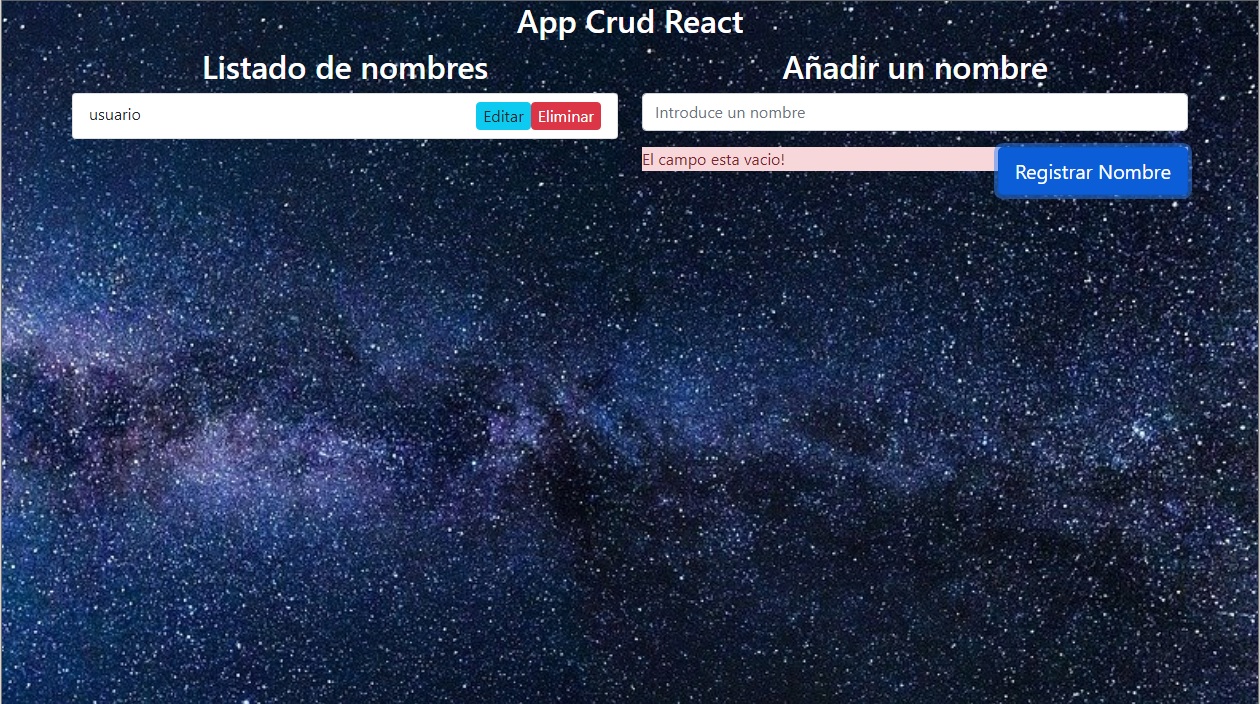 App Crud React
Listado de nombres
usuario
Editar
Eliminar
Añadir un nombre
Introduce un nombre
El campo esta vacio!
Registrar Nombre